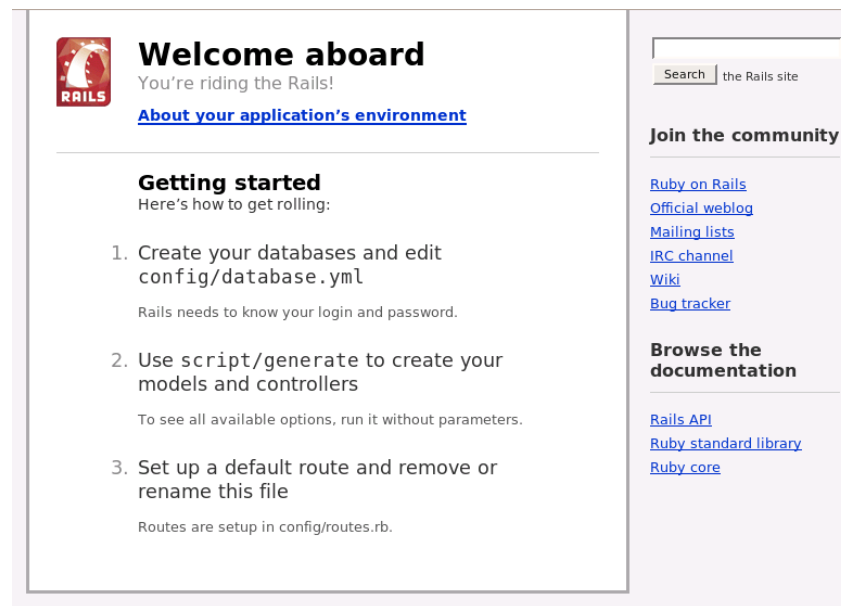 RAILS
Welcome aboard
You’re riding the Rails!
About your application’s environment
Getting started
Here’s how to get rolling:
1. Create your databases and edit
config/database.yml
Rails needs to know your login and password.
2. Use script/generate to create your
models and controllers
To see all available options, run it without parameters.
3. Set up a default route and remove or
rename this file
Routes are setup in config/routes.rb.
Search the Rails site
Join the community
Ruby on Rails
Official weblog
Mailing lists
IRC channel
Wiki
Bug tracker
Browse the
documentation
Rails API
Ruby standard library
Ruby core